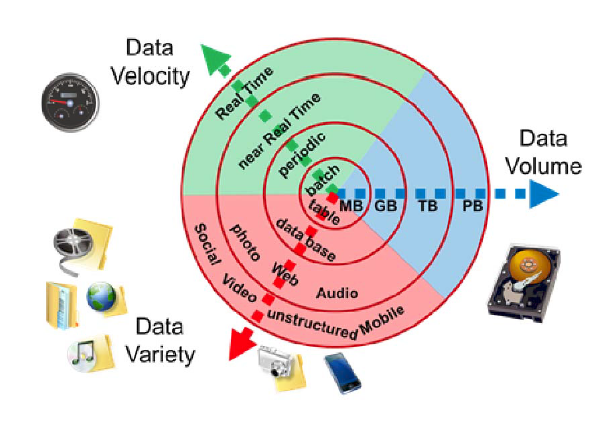 Data
Velocity
Real Time
near Real Time
periodic
batch
Data
Volume
MB GB TB PB
table
data base
photo Web Audio
Social Video unstructured/Mobile
Data
Variety